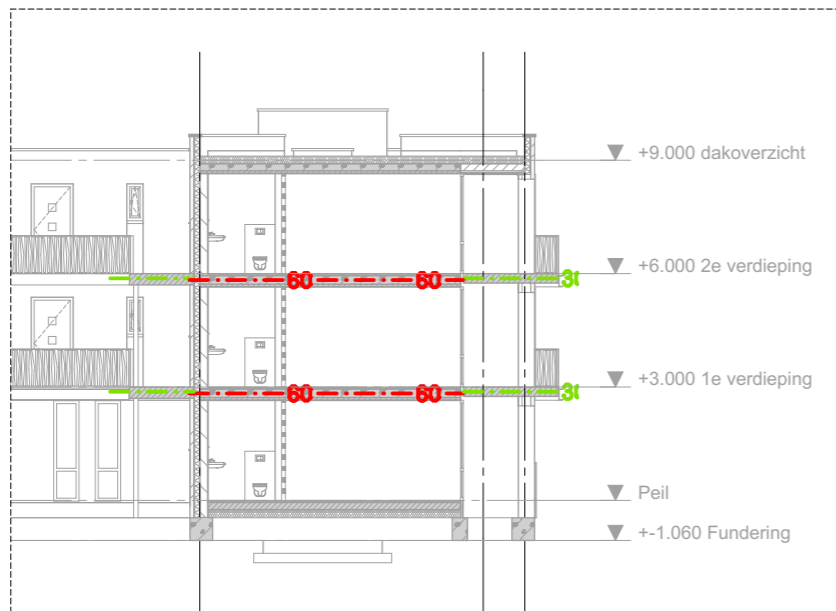 +9.000 dakoverzicht
60 60
+6.000 2e verdieping
60 60
+3.000 1e verdieping
Peil
+-1.060 Fundering